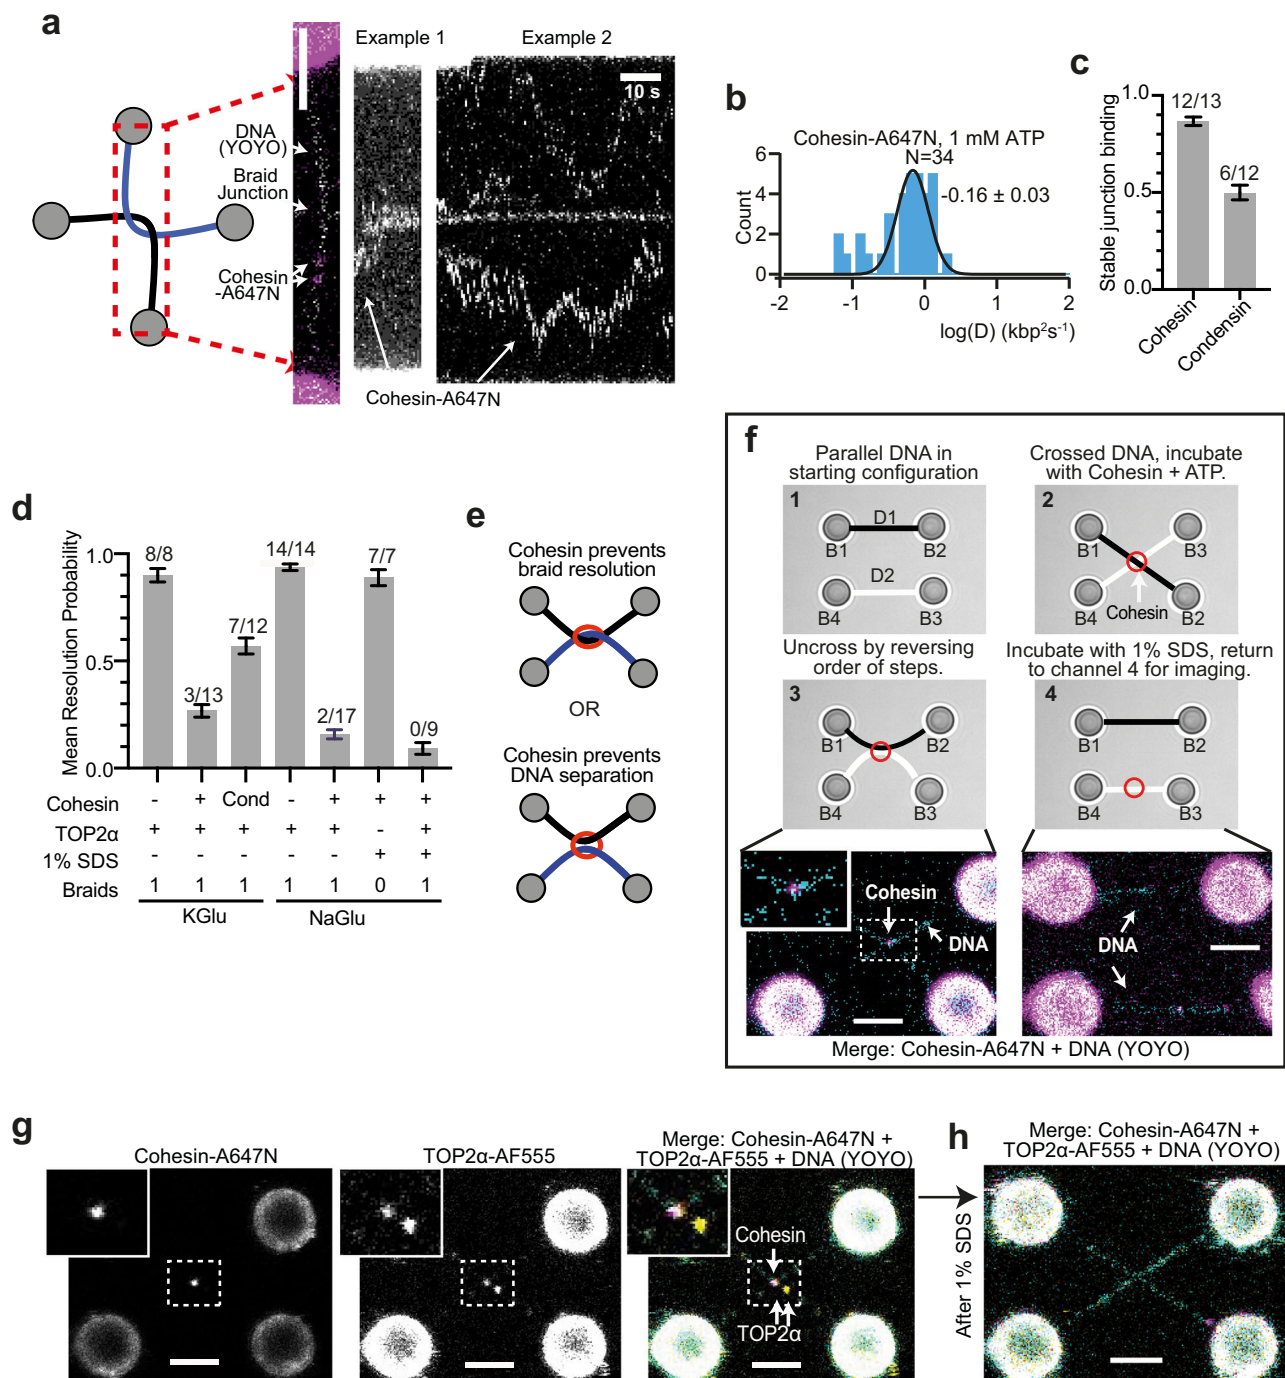 a
Example 1
Example 2
10 s
DNA
(YOYO)
Braid
Junction
Cohesin
-A647N
Cohesin-A647N
b
Cohesin-A647N, 1 mM ATP
N=34
-0.16 ± 0.03
Count
6
4
2
0
-2
-1
0
1
2
log(D) (kbp²s⁻¹)
c
Stable junction binding
1.0
0.5
0.0
12/13
6/12
Cohesin
Condensin
d
Mean Resolution Probability
1.0
0.5
0.0
8/8
3/13
7/12
14/14
2/17
7/7
0/9
Cohesin - + Cond - + + +
TOP2α + + + + + - +
1% SDS - - - - - + +
Braids 1 1 1 1 1 0 1
KGlu
NaGlu
e
Cohesin prevents
braid resolution
OR
Cohesin prevents
DNA separation
f
Parallel DNA in
starting configuration
1
D1
B1
B2
D2
B4
B3
Crossed DNA, incubate
with Cohesin + ATP.
2
B1
B3
Cohesin
B4
B2
Uncross by reversing
order of steps.
3
B1
B2
B4
B3
Incubate with 1% SDS, return
to channel 4 for imaging.
4
B1
B2
B4
B3
Cohesin
DNA
DNA
Merge: Cohesin-A647N + DNA (YOYO)
g
Cohesin-A647N
TOP2α-AF555
Merge: Cohesin-A647N +
TOP2α-AF555 + DNA (YOYO)
Cohesin
TOP2α
After 1% SDS
h
Merge: Cohesin-A647N +
TOP2α-AF555 + DNA (YOYO)